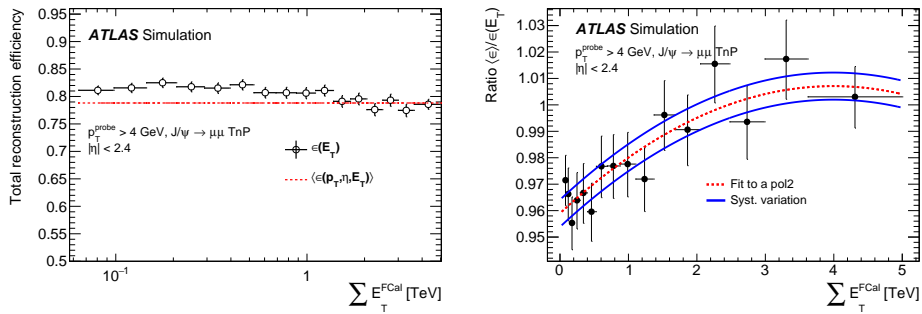 ATLAS Simulation
Total reconstruction efficiency
1
0.95
0.9
0.85
0.8
0.75
0.7
0.65
0.6
0.55
0.5
p_T^probe > 4 GeV, J/ψ → μμ TnP
|η| < 2.4
∈(E_T)
⟨∈(p_T,η,E_T)⟩
10⁻¹ 1
∑ E_T^FCal [TeV]
ATLAS Simulation
p_T^probe > 4 GeV, J/ψ → μμ TnP
|η| < 2.4
Ratio ⟨∈⟩/∈(E_T)
1.03
1.02
1.01
1
0.99
0.98
0.97
0.96
0.95
Fit to a pol2
Syst. variation
0 1 2 3 4 5
∑ E_T^FCal [TeV]